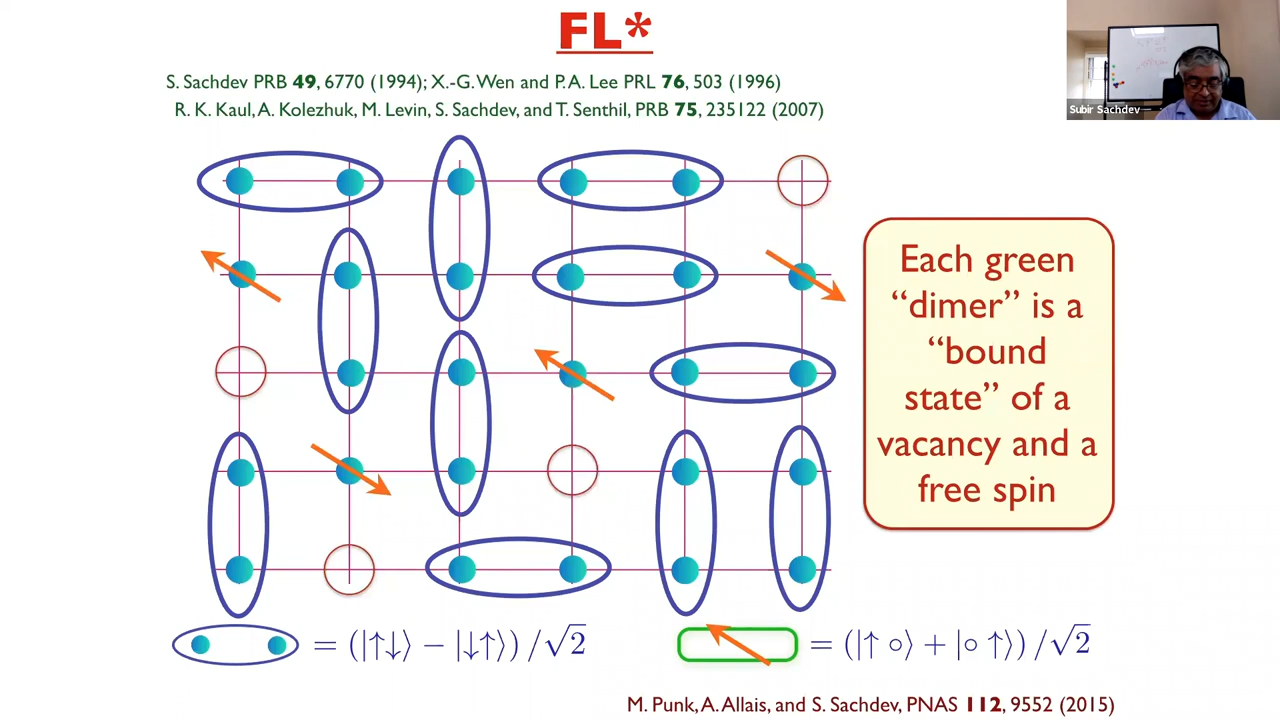 FL*
S. Sachdev PRB 49, 6770 (1994); X.-G. Wen and P. A. Lee PRL 76, 503 (1996)
R. K. Kaul, A. Kolezhuk, M. Levin, S. Sachdev, and T. Senthil, PRB 75, 235122 (2007)
Subir Sachdev
Each green
“dimer” is a
“bound
state” of a
vacancy and a
free spin
= (|↑↓⟩ − |↓↑⟩) /√2
= (|↑ ∘⟩ + |∘ ↑⟩) /√2
M. Punk, A. Allais, and S. Sachdev, PNAS 112, 9552 (2015)